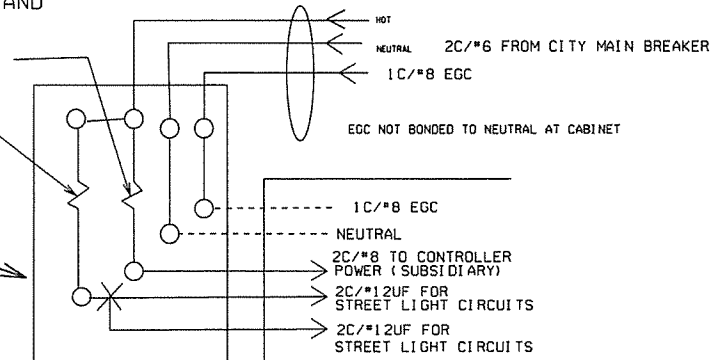 AND
HOT
NEUTRAL 2C/#6 FROM CITY MAIN BREAKER
1C/#8 EGC
EGC NOT BONDED TO NEUTRAL AT CABINET
1C/#8 EGC
NEUTRAL
2C/#8 TO CONTROLLER
POWER (SUBSIDIARY)
2C/#12UF FOR
STREET LIGHT CIRCUITS
2C/#12UF FOR
STREET LIGHT CIRCUITS